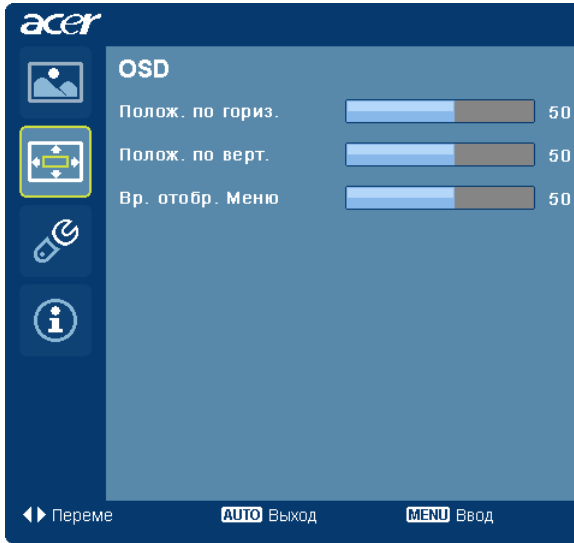 acer
OSD
Полож. по гориз. 50
Полож. по верт. 50
Вр. отобр. Меню 50
Переме AUTO Выход MENU Ввод